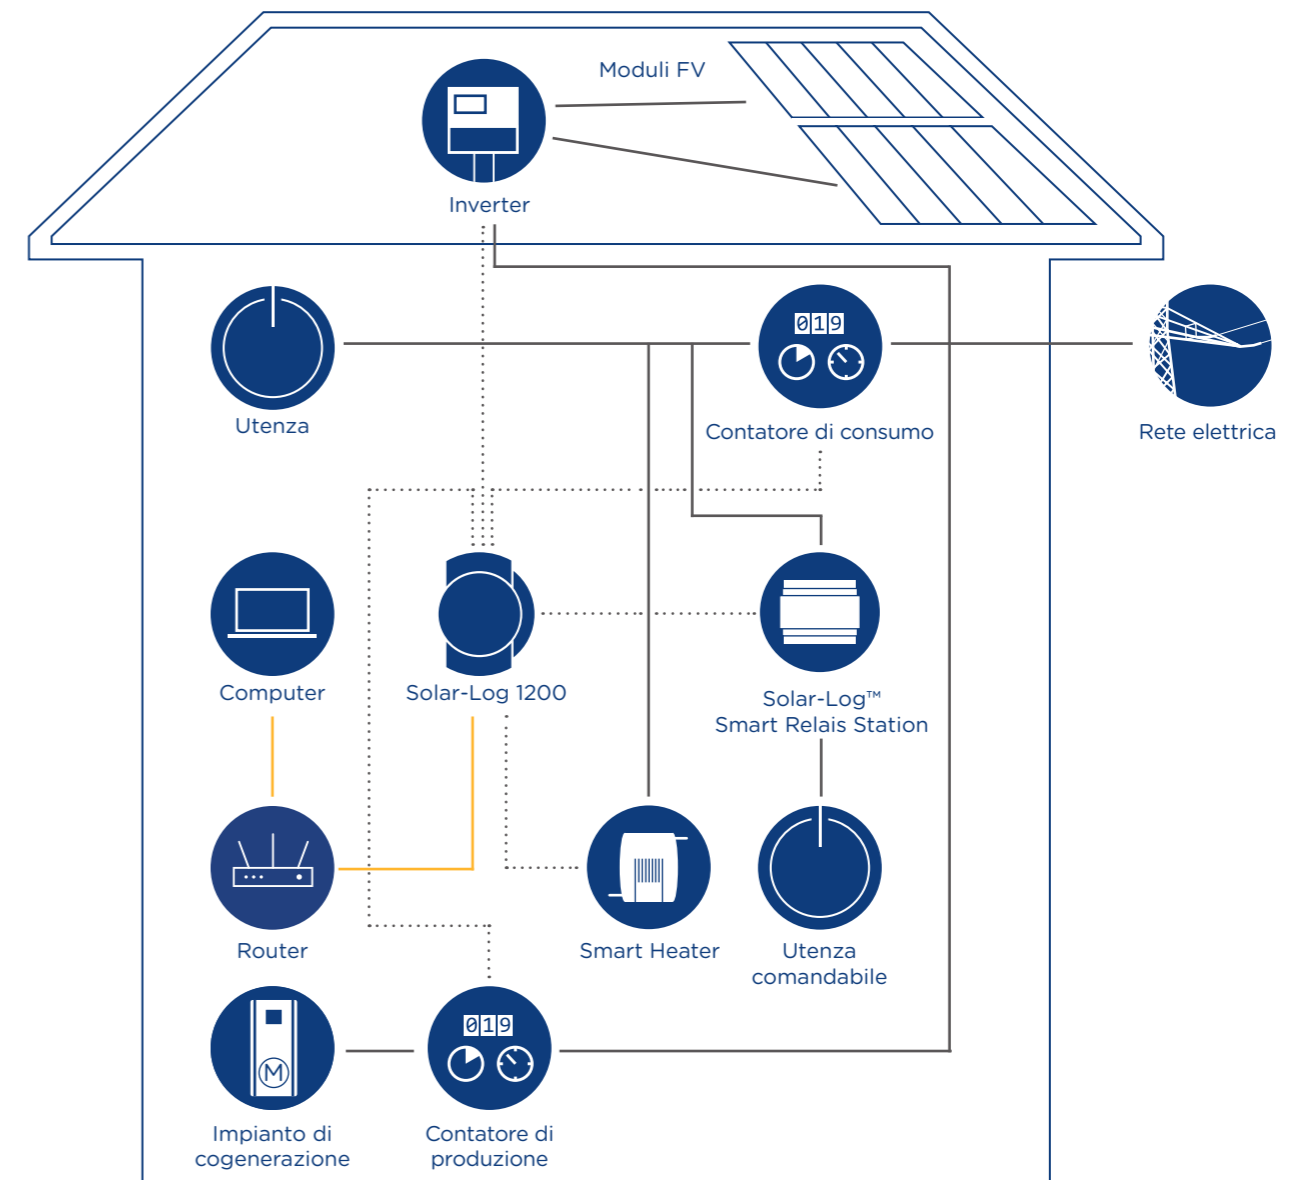 Moduli FV
Inverter
019
Utenza
Contatore di consumo
Rete elettrica
Computer
Solar-Log 1200
Solar-Log™
Smart Relais Station
Router
Smart Heater
Utenza
comandabile
019
M
Impianto di
cogenerazione
Contatore di
produzione